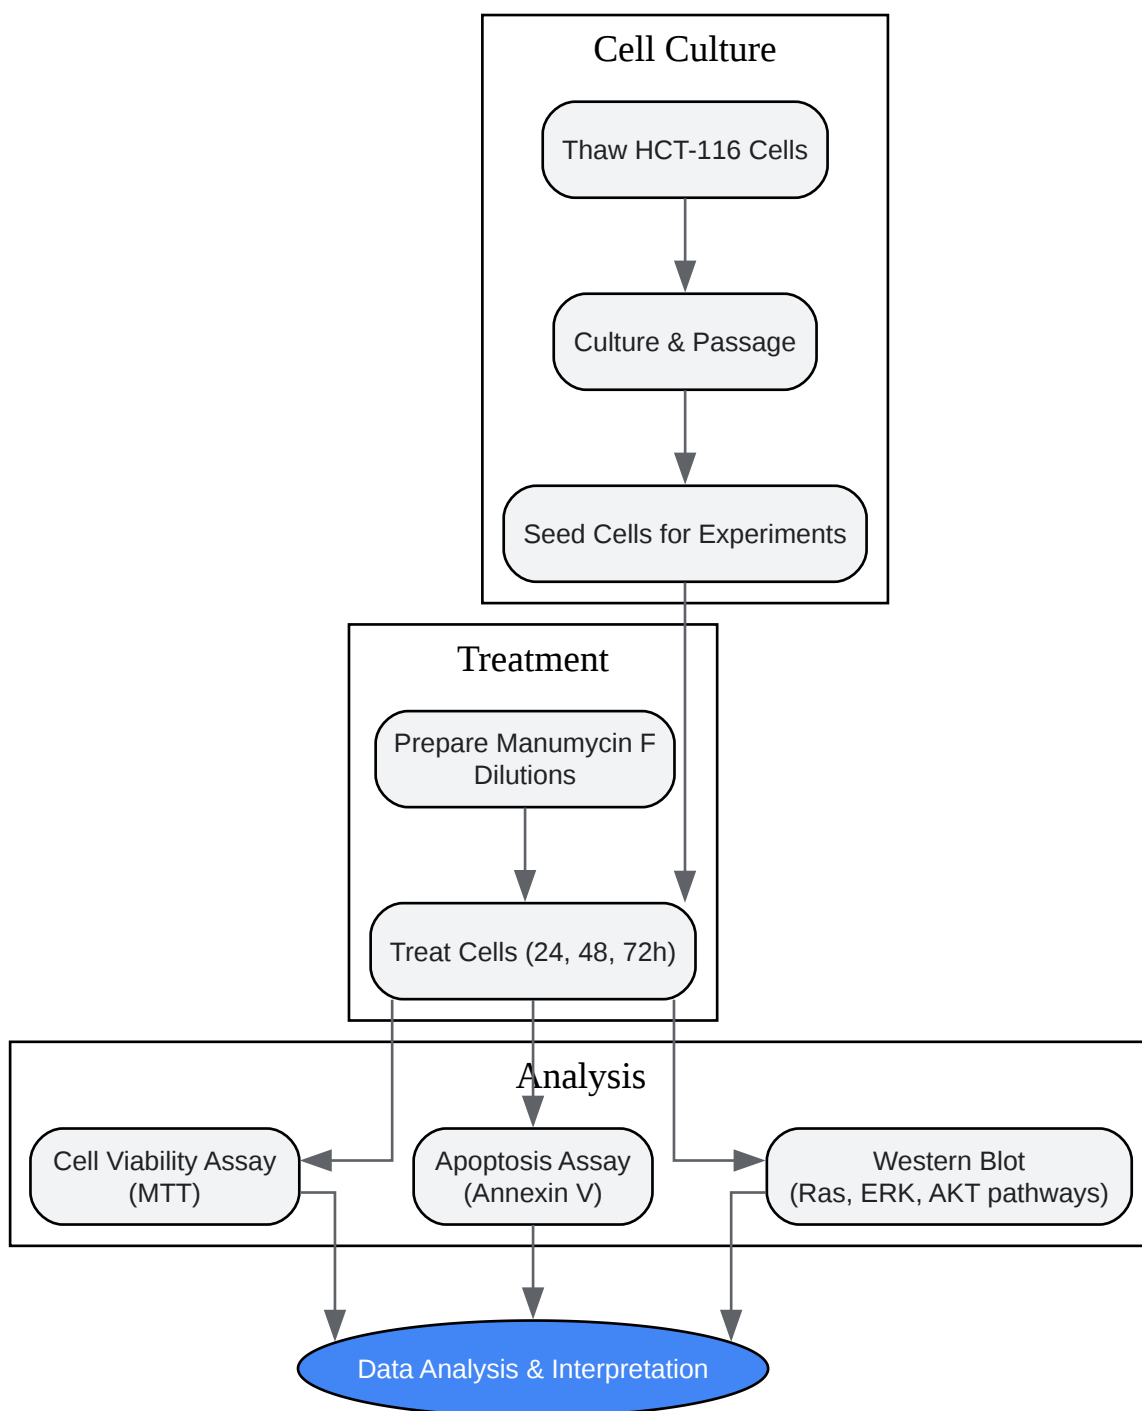 Cell Culture
Thaw HCT-116 Cells
Culture & Passage
Seed Cells for Experiments
Treatment
Prepare Manumycin F
Dilutions
Treat Cells (24, 48, 72h)
Analysis
Cell Viability Assay
(MTT)
Apoptosis Assay
(Annexin V)
Western Blot
(Ras, ERK, AKT pathways)
Data Analysis & Interpretation